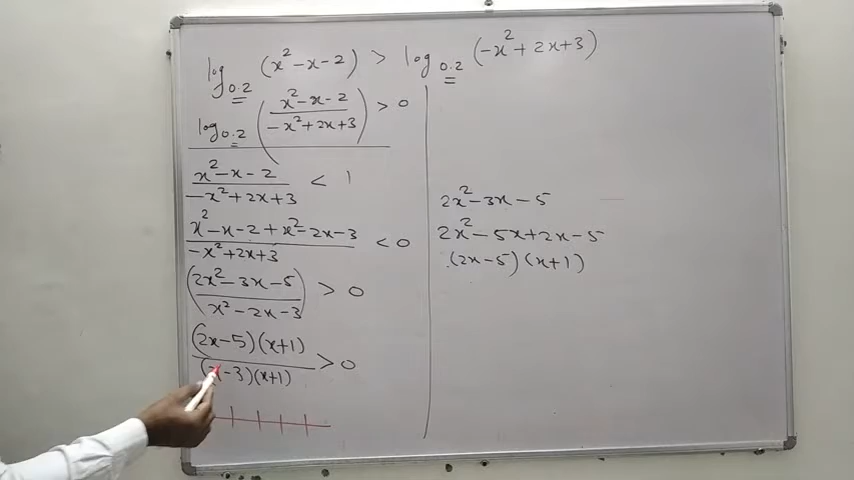 log₀.₂ (x² - x - 2) > log₀.₂ (-x² + 2x + 3)
log₀.₂ ((x² - x - 2)/(-x² + 2x + 3)) > 0
(x² - x - 2)/(-x² + 2x + 3) < 1
(x² - x - 2 + x² - 2x - 3)/(-x² + 2x + 3) < 0
((2x² - 3x - 5)/(x² - 2x - 3)) > 0
(2x - 5)(x + 1)/(x - 3)(x + 1) > 0
2x² - 3x - 5
2x² - 5x + 2x - 5
(2x - 5)(x + 1)